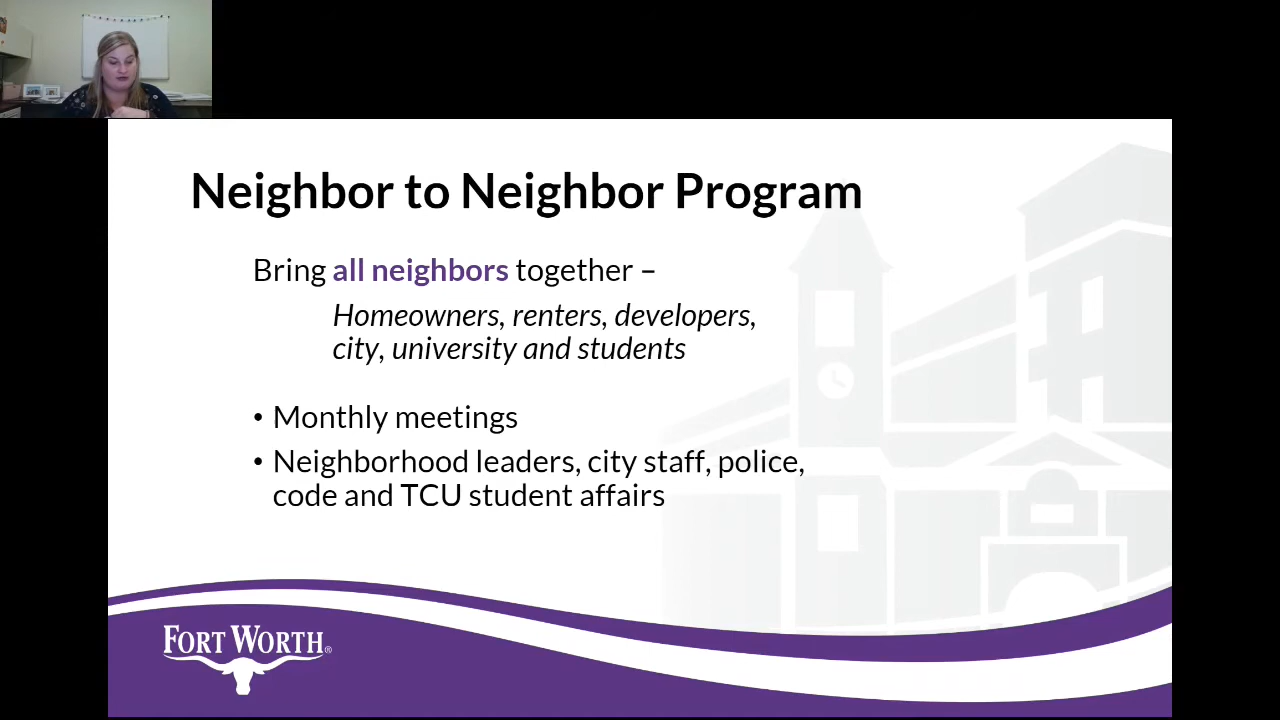 Neighbor to Neighbor Program
Bring all neighbors together –
Homeowners, renters, developers,
city, university and students
• Monthly meetings
• Neighborhood leaders, city staff, police,
code and TCU student affairs
FORT WORTH®